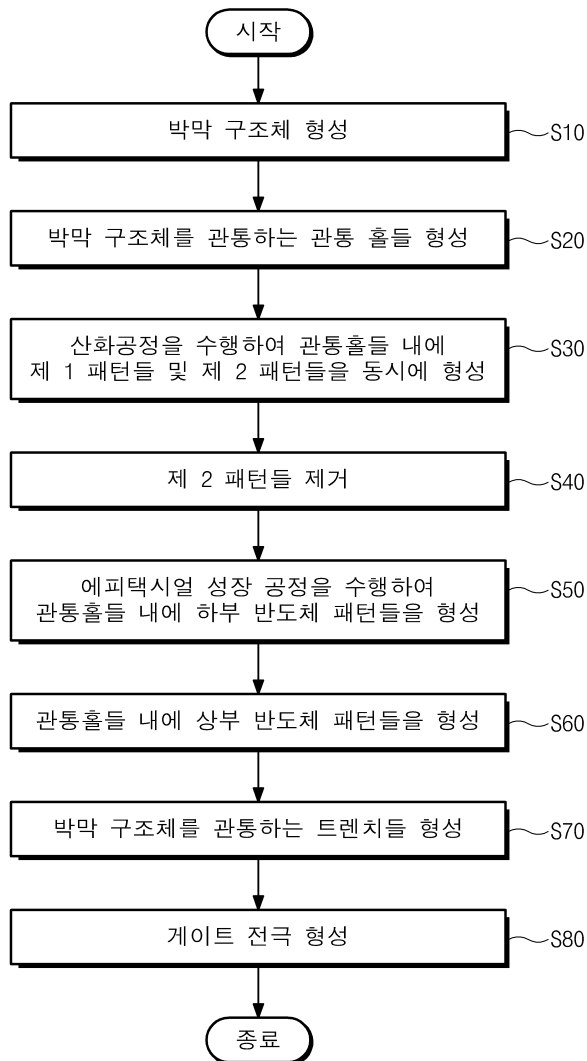 시작
박막 구조체 형성
S10
박막 구조체를 관통하는 관통 홀들 형성
S20
산화공정을 수행하여 관통홀들 내에
제 1 패턴들 및 제 2 패턴들을 동시에 형성
S30
제 2 패턴들 제거
S40
에피택시얼 성장 공정을 수행하여
관통홀들 내에 하부 반도체 패턴들을 형성
S50
관통홀들 내에 상부 반도체 패턴들을 형성
S60
박막 구조체를 관통하는 트렌치들 형성
S70
게이트 전극 형성
S80
종료